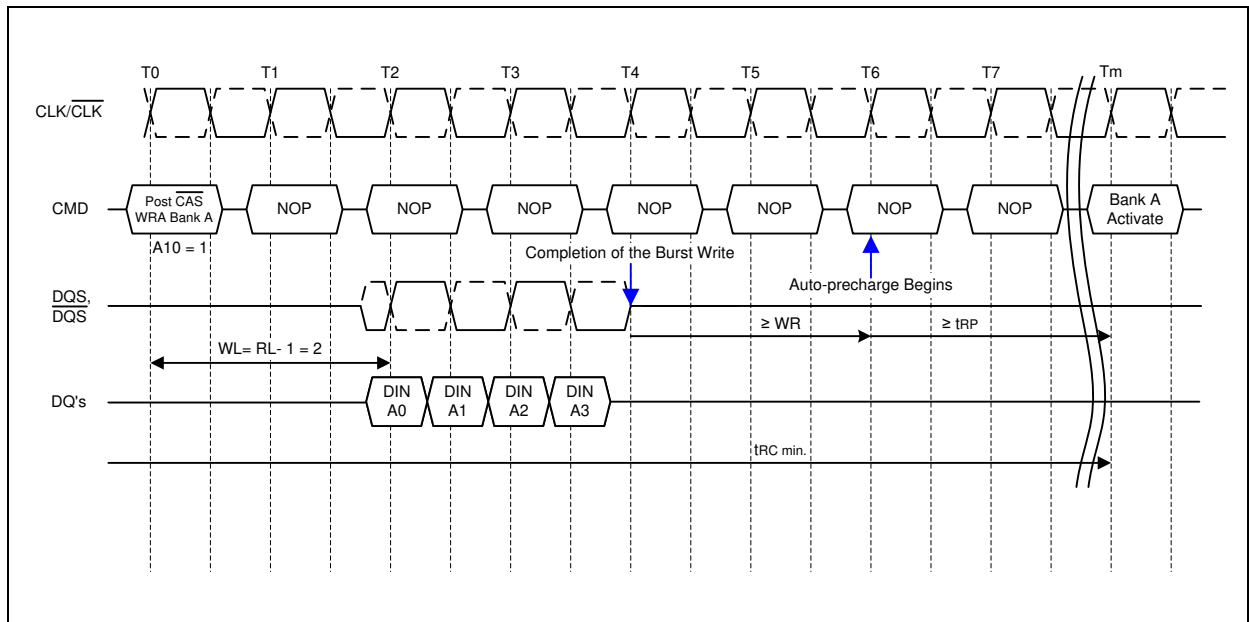 T0 T1 T2 T3 T4 T5 T6 T7 Tm
CLK/CLK
CMD
Post CAS
WRA Bank A
NOP NOP NOP NOP NOP NOP NOP
Bank A
Activate
A10 = 1
Completion of the Burst Write
Auto-precharge Begins
DQS,
DQS
≥ WR
≥ tRP
WL= RL- 1 = 2
DQ's
DIN
A0
DIN
A1
DIN
A2
DIN
A3
tRC min.